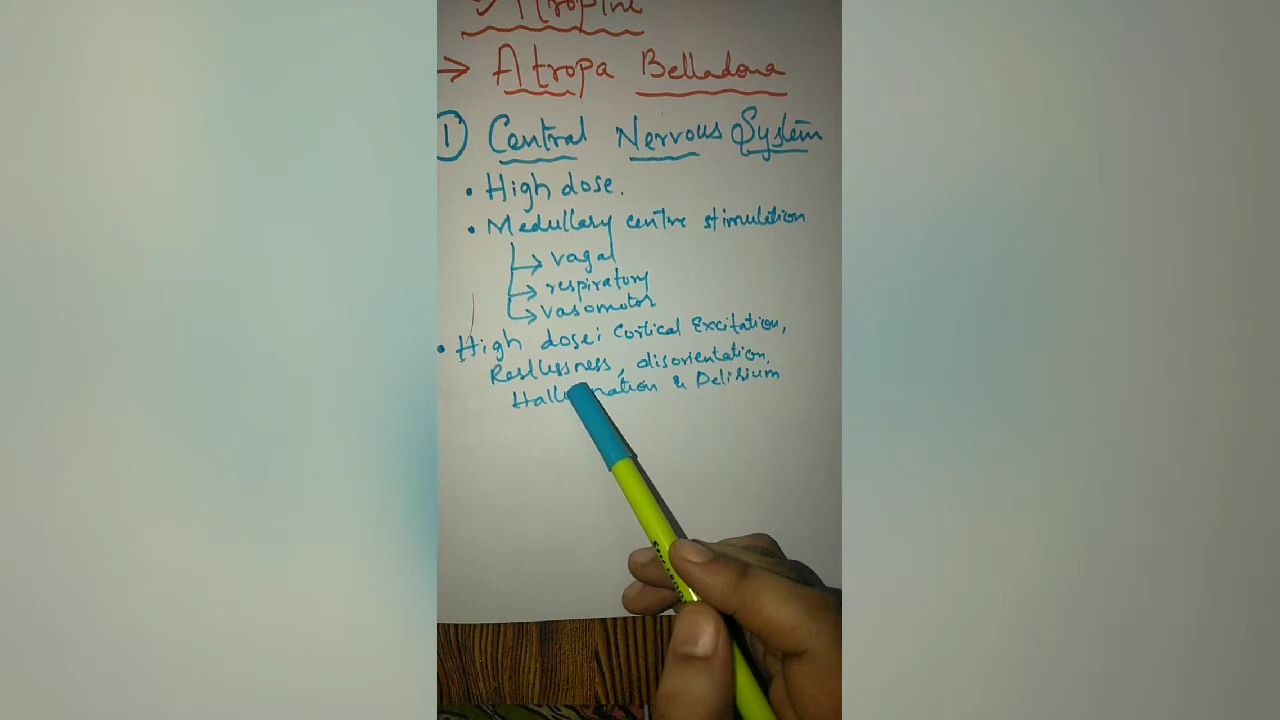 Atropine
→ Atropa Belladona
① Central Nervous System
• High dose.
• Medullary centre stimulation
→ vagal
→ respiratory
→ vasomotor
• High dose: Cortical Excitation,
Restlessness, disorientation,
& Delirium